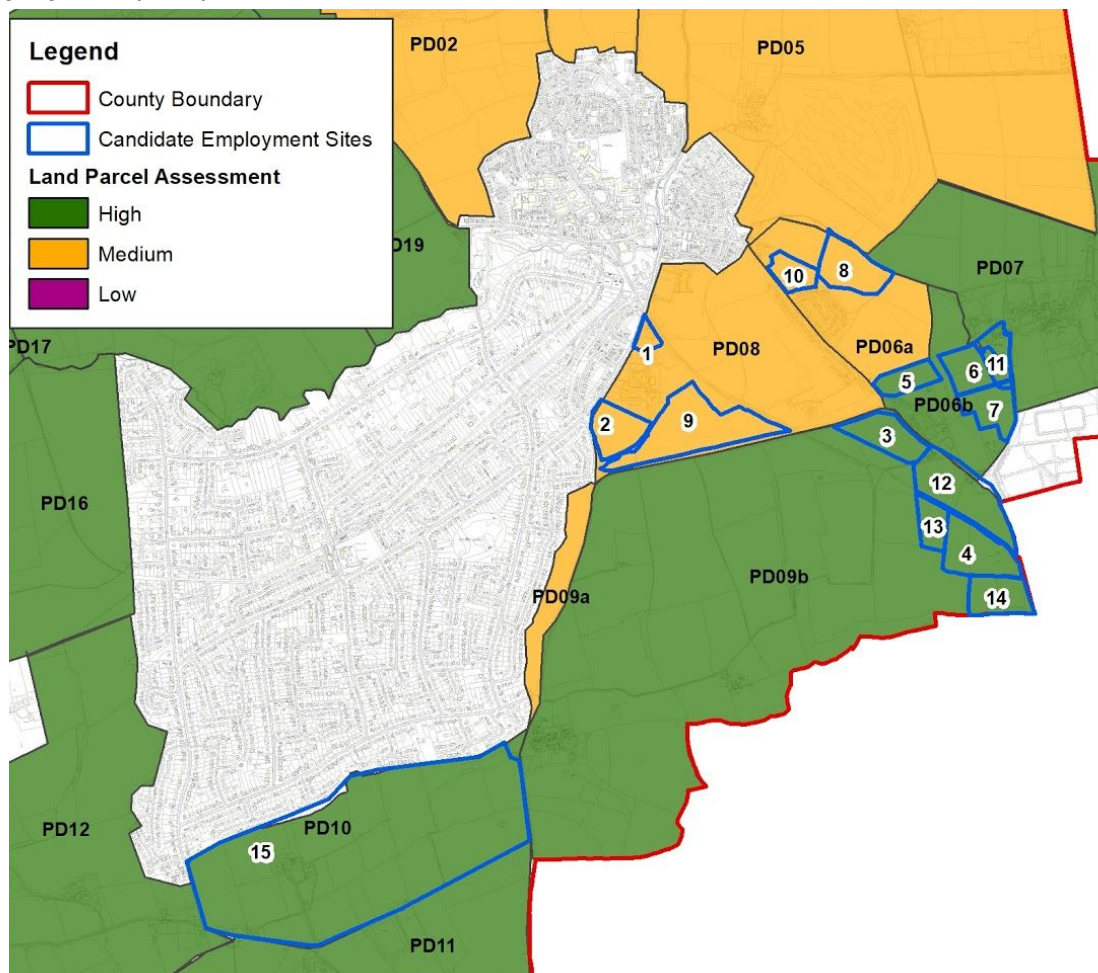 Legend
County Boundary
Candidate Employment Sites
Land Parcel Assessment
High
Medium
Low
PD02
PD05
PD19
PD07
PD17
10
8
1
PD08
PD06a
6
11
5
PD06b
7
2
9
3
PD16
12
13
4
PD09b
PD09a
14
PD10
PD12
15
PD11